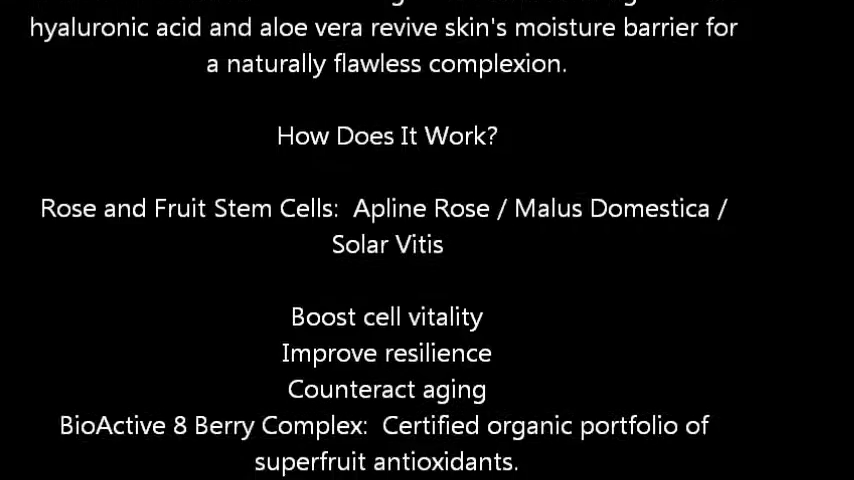 hyaluronic acid and aloe vera revive skin's moisture barrier for
a naturally flawless complexion.
How Does It Work?
Rose and Fruit Stem Cells:  Apline Rose / Malus Domestica /
Solar Vitis
Boost cell vitality
Improve resilience
Counteract aging
BioActive 8 Berry Complex:  Certified organic portfolio of
superfruit antioxidants.